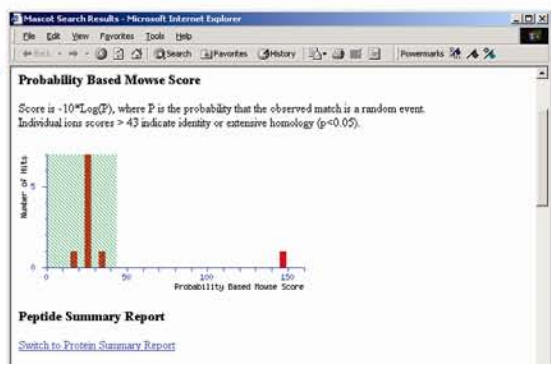 Mascot Search Results - Microsoft Internet Explorer
File Edit View Favorites Tools Help
Back Search Favorites History Powermarks
Probability Based Mowse Score
Score is -10*Log(P), where P is the probability that the observed match is a random event.
Individual ions scores > 43 indicate identity or extensive homology (p<0.05).
Number of Hits
5
0
0 50 100 150
Probability Based Mowse Score
Peptide Summary Report
Switch to Protein Summary Report